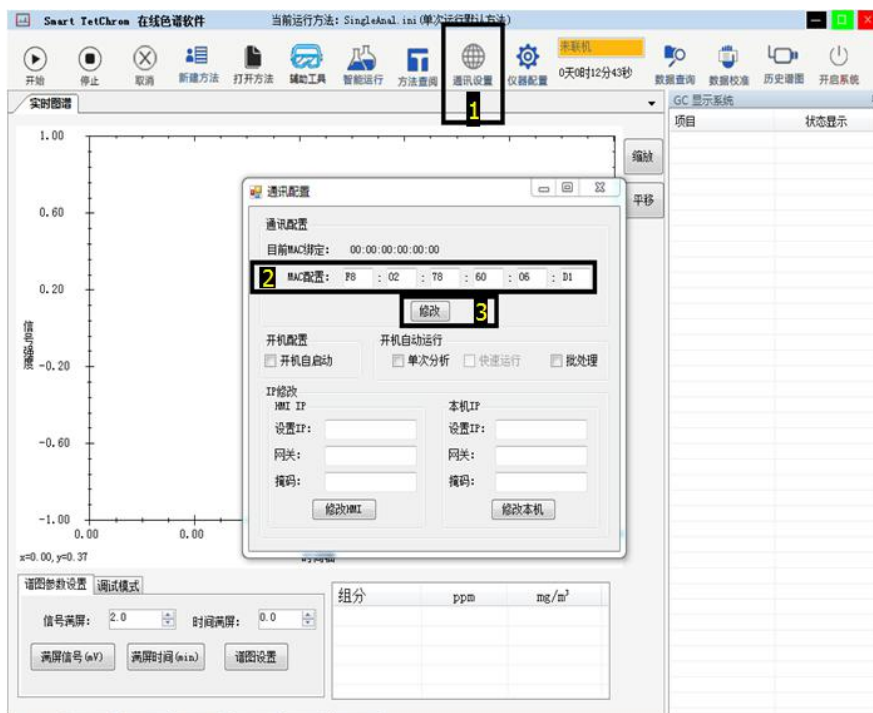 Smart TetChrom 在线色谱软件 当前运行方法: SingleAnal.ini(单次运行默认方法)
开始 停止 取消 新建方法 打开方法 辅助工具 智能运行 方法查阅 通讯设置 仪器配置 未联机 0天0时12分43秒 数据查询 数据校准 历史谱图 开启系统
1
实时图谱
GC 显示系统
项目 状态显示
1.00
缩放
平移
0.60
0.20
信号强度
-0.20
-0.60
-1.00
0.00 0.00
x=0.00, y=0.37
通讯配置
通讯配置
目前MAC绑定: 00:00:00:00:00:00
2 MAC配置: F8 : 02 : 78 : 60 : 06 : D1
修改 3
开机配置 开机自动运行
开机自启动 单次分析 快速运行 批处理
IP修改
HMI IP 本机IP
设置IP: 设置IP:
网关: 网关:
掩码: 掩码:
修改HMI 修改本机
谱图参数设置 调试模式
信号满屏: 2.0 时间满屏: 0.0
满屏信号(mV) 满屏时间(min) 谱图设置
组分 ppm mg/m³